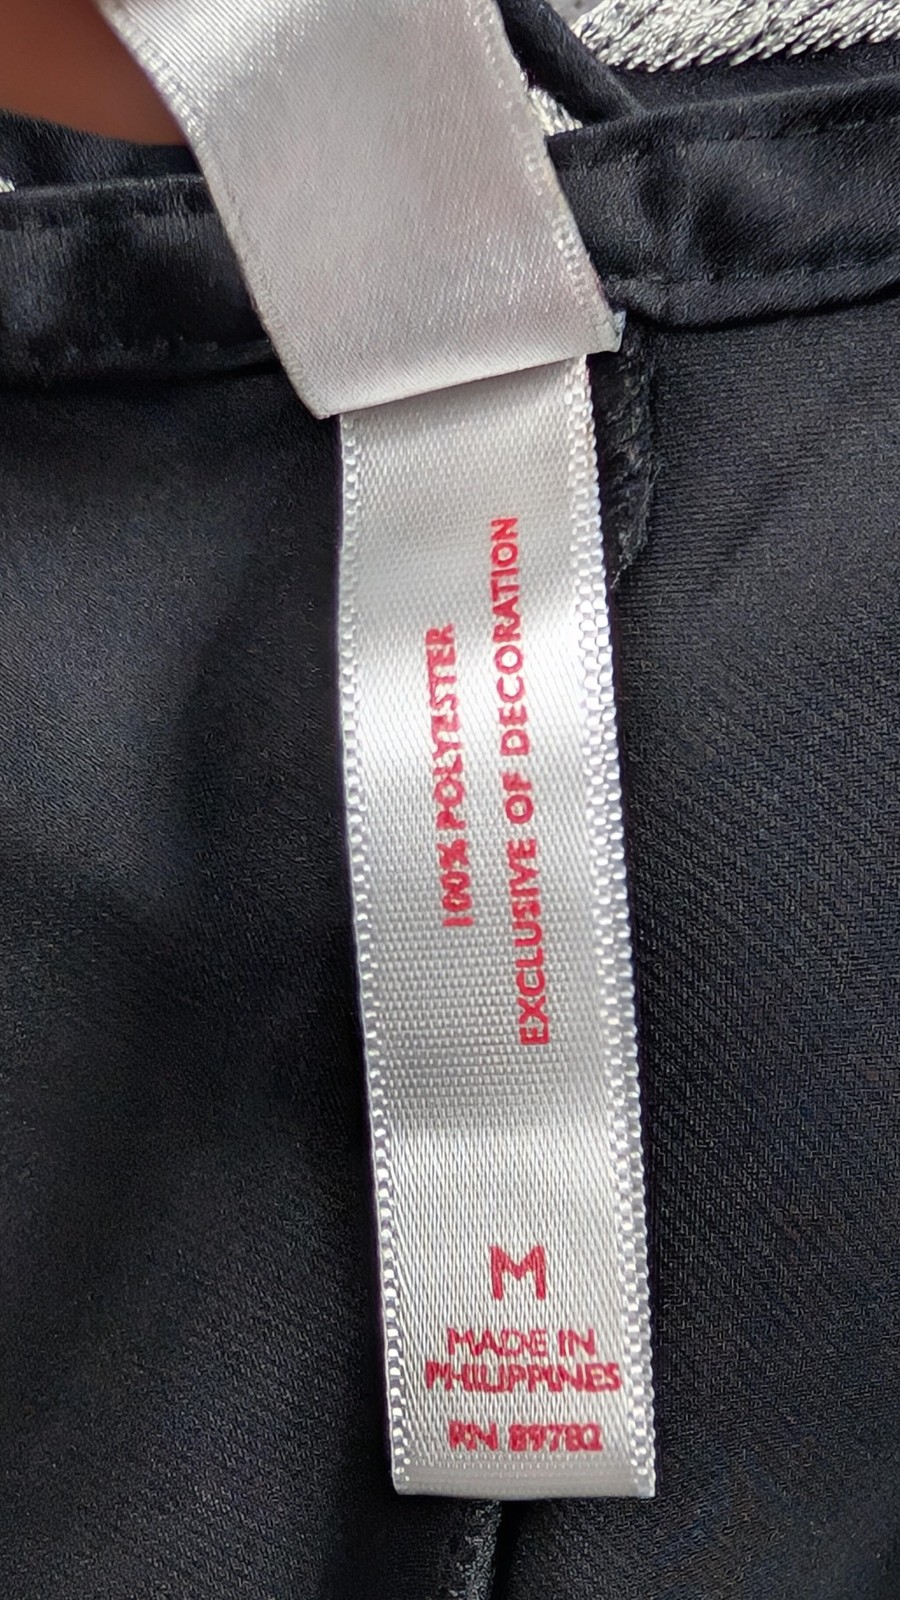 100% POLYESTER
EXCLUSIVE OF DECORATION
M
MADE IN
PHILIPPINES
RN 89782